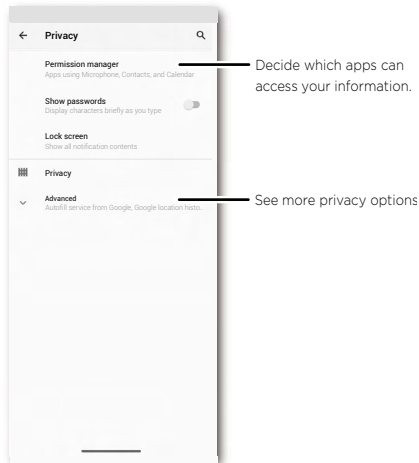 Privacy
Permission manager
Apps using Microphone, Contacts, and Calendar
Decide which apps can
access your information.
Show passwords
Display characters briefly as you type
Lock screen
Show all notification contents
Privacy
Advanced
Autofill service from Google, Google location histo.
See more privacy options